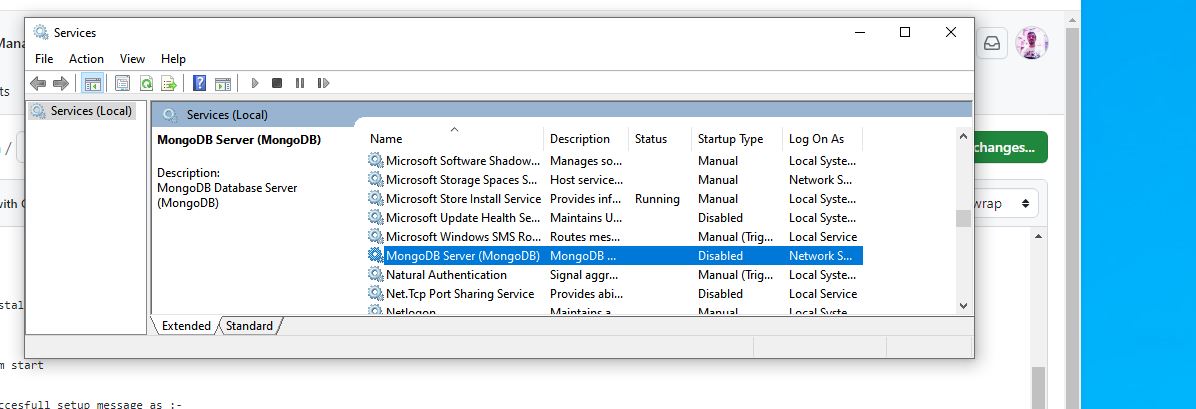 Services
File Action View Help
Services (Local)
Services (Local)
MongoDB Server (MongoDB)
Description:
MongoDB Database Server
(MongoDB)
Name Description Status Startup Type Log On As
Microsoft Software Shadow... Manages so... Manual Local Syste...
Microsoft Storage Spaces S... Host service... Manual Network S...
Microsoft Store Install Service Provides inf... Running Manual Local Syste...
Microsoft Update Health Se... Maintains U... Disabled Local Syste...
Microsoft Windows SMS Ro... Routes mes... Manual (Trig... Local Service
MongoDB Server (MongoDB) MongoDB ... Disabled Network S...
Natural Authentication Signal aggr... Manual (Trig... Local Syste...
Net.Tcp Port Sharing Service Provides abi... Disabled Local Service
Netlogon Maintains a Manual Local Syste...
Extended Standard
Mana
ts
/
changes...
with C
wrap
stal
m start
ccesfull setup message as :-